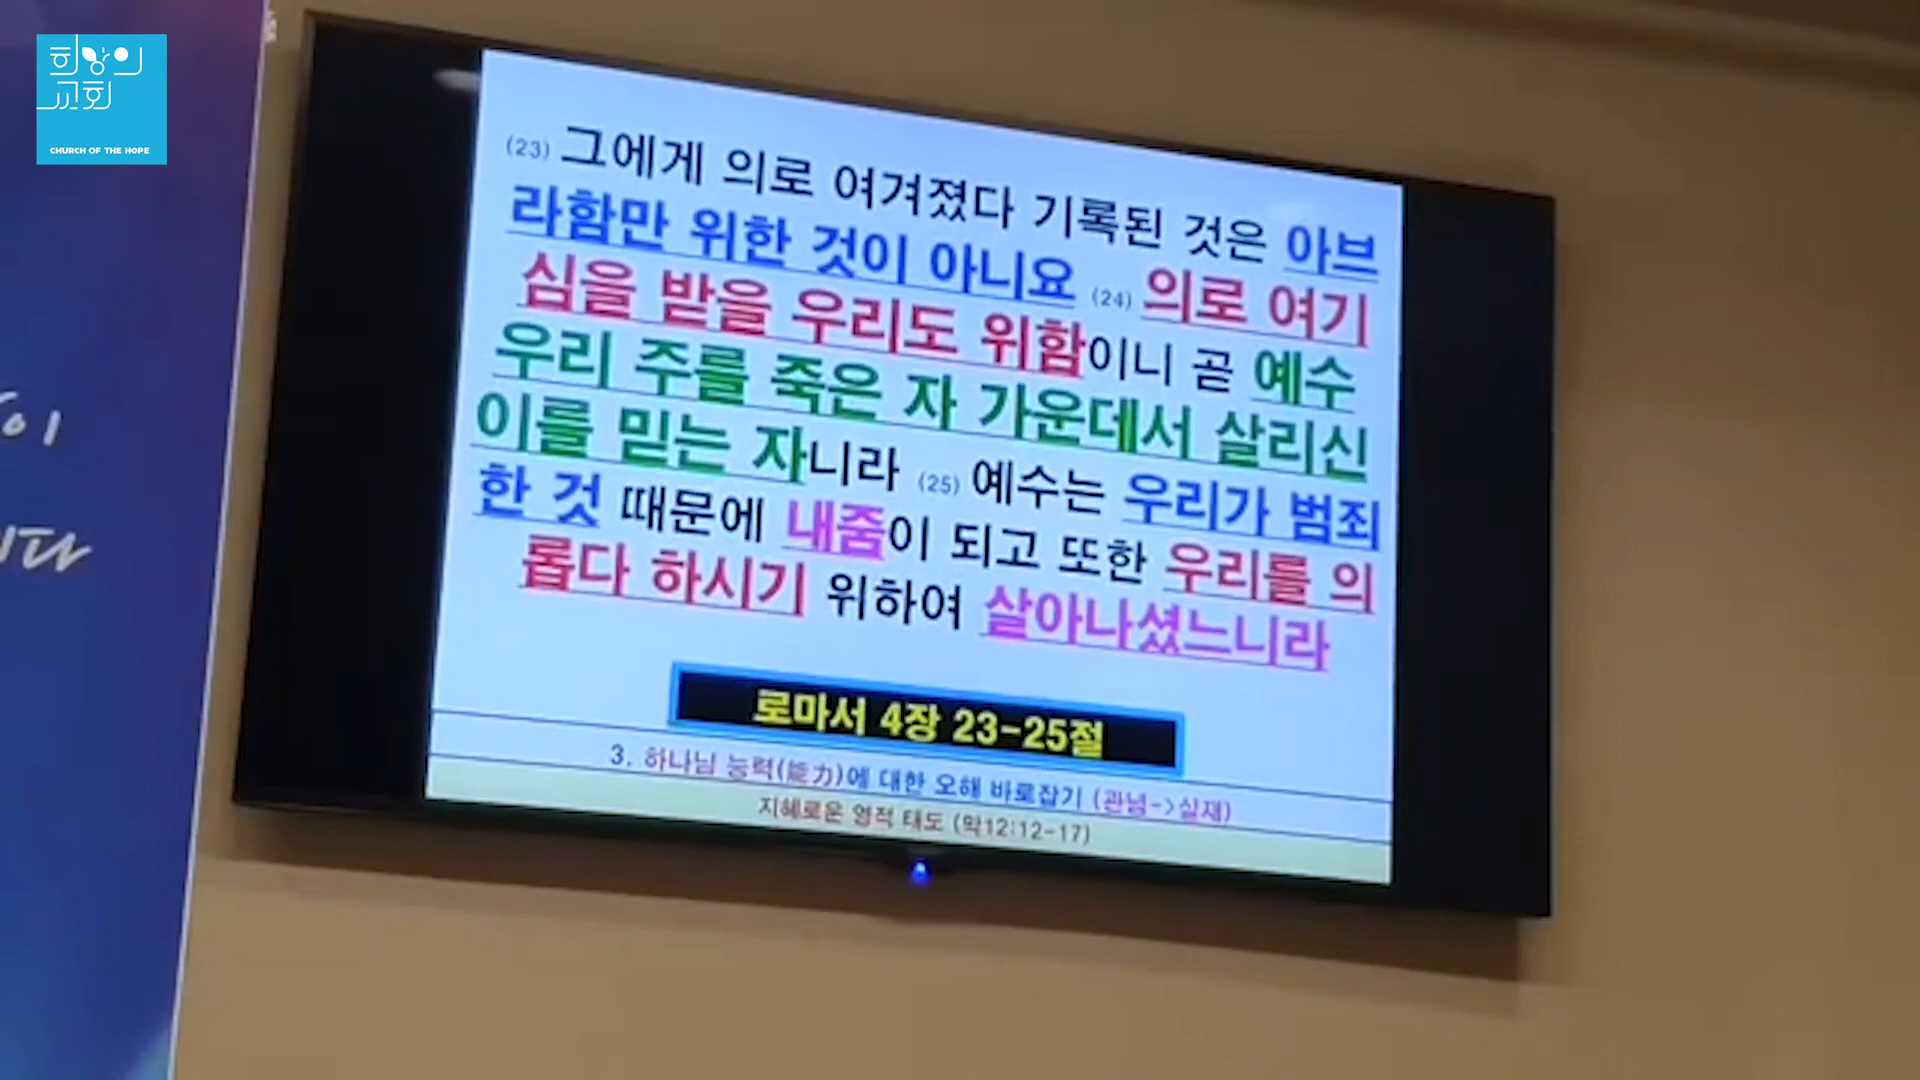 희망의
교회
CHURCH OF THE HOPE
(23) 그에게 의로 여겨졌다 기록된 것은 아브
라함만 위한 것이 아니요 (24) 의로 여기
심을 받을 우리도 위함이니 곧 예수
우리 주를 죽은 자 가운데서 살리신
이를 믿는 자니라 (25) 예수는 우리가 범죄
한 것 때문에 내줌이 되고 또한 우리를 의
롭다 하시기 위하여 살아나셨느니라
로마서 4장 23-25절
3. 하나님 능력(能力)에 대한 오해 바로잡기 (관념->실재)
지혜로운 영적 태도 (막12:12-17)